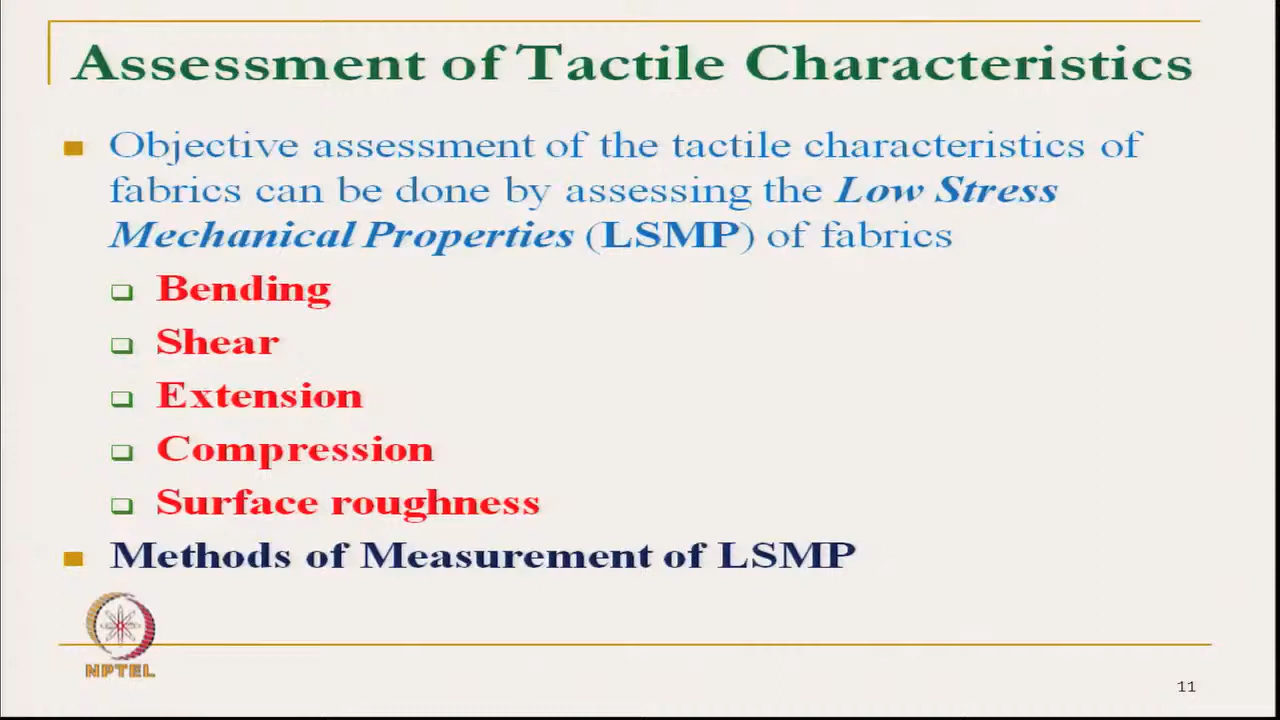 Assessment of Tactile Characteristics
Objective assessment of the tactile characteristics of
fabrics can be done by assessing the Low Stress
Mechanical Properties (LSMP) of fabrics
Bending
Shear
Extension
Compression
Surface roughness
Methods of Measurement of LSMP
NPTEL
11